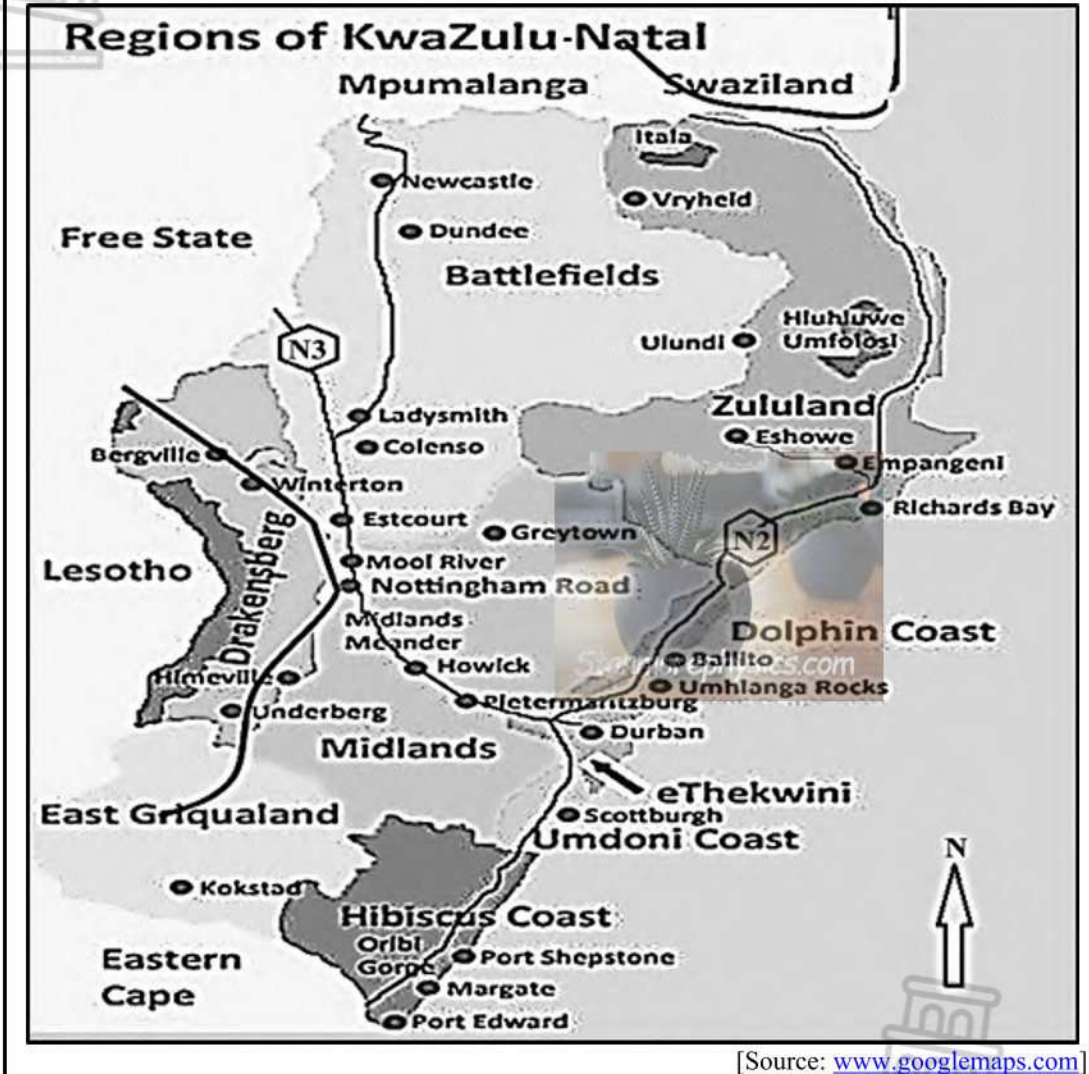 Regions of KwaZulu-Natal
Mpumalanga
Swaziland
Itala
Newcastle
Vryheid
Free State
Dundee
Battlefields
Hluhluwe
Umfolosi
Ulundi
N3
Zululand
Ladysmith
Eshowe
Colenso
Bergville
Empangeni
Winterton
Richards Bay
Estcourt
Greytown
N2
Mooi River
Lesotho
Nottingham Road
Drakensberg
Midlands
Meander
Dolphin Coast
Howick
Ballito
physics.com
Himeville
Umhlanga Rocks
Pietermaritzburg
Underberg
Durban
Midlands
eThekwini
East Griqualand
Scottburgh
Umdoni Coast
N
Kokstad
Hibiscus Coast
Oribi
Gorge
Port Shepstone
Eastern
Cape
Margate
Port Edward
[Source: www.googlemaps.com]